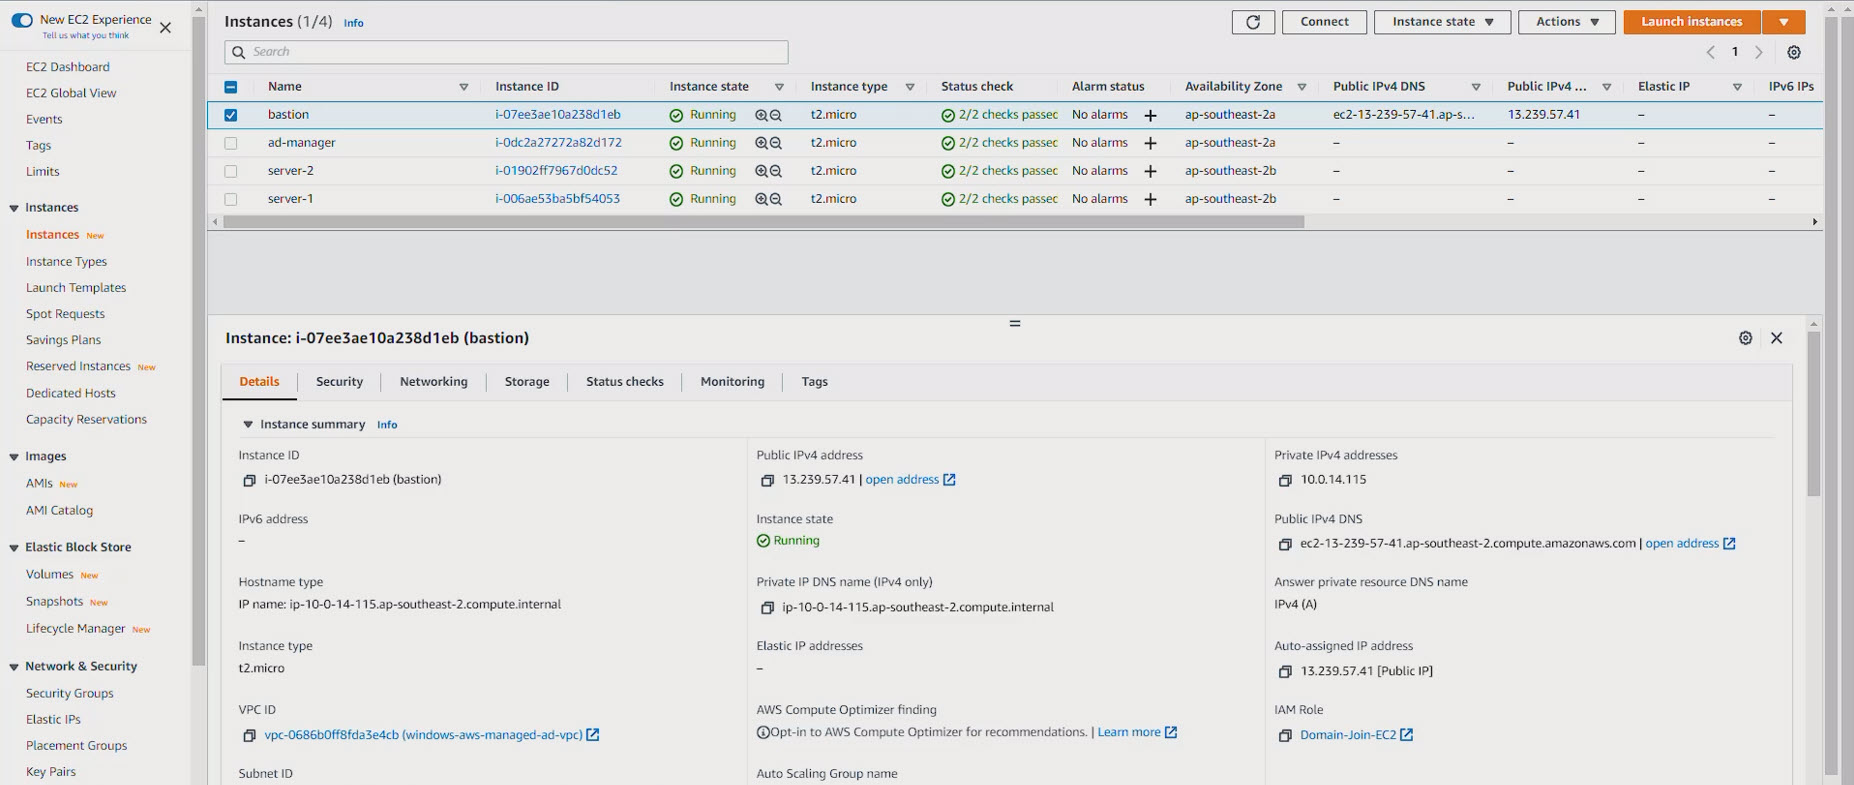 New EC2 Experience
Tell us what you think
EC2 Dashboard
EC2 Global View
Events
Tags
Limits
Instances
Instances New
Instance Types
Launch Templates
Spot Requests
Savings Plans
Reserved Instances New
Dedicated Hosts
Capacity Reservations
Images
AMIs New
AMI Catalog
Elastic Block Store
Volumes New
Snapshots New
Lifecycle Manager New
Network & Security
Security Groups
Elastic IPs
Placement Groups
Key Pairs
Instances (1/4) Info
Connect Instance state Actions Launch instances
Search
1
Name Instance ID Instance state Instance type Status check Alarm status Availability Zone Public IPv4 DNS Public IPv4 ... Elastic IP IPv6 IPs
bastion i-07ee3ae10a238d1eb Running t2.micro 2/2 checks passed No alarms + ap-southeast-2a ec2-13-239-57-41.ap-s... 13.239.57.41 – –
ad-manager i-0dc2a27272a82d172 Running t2.micro 2/2 checks passed No alarms + ap-southeast-2a – – – –
server-2 i-01902ff7967d0dc52 Running t2.micro 2/2 checks passed No alarms + ap-southeast-2b – – – –
server-1 i-006ae53ba5bf54053 Running t2.micro 2/2 checks passed No alarms + ap-southeast-2b – – – –
Instance: i-07ee3ae10a238d1eb (bastion)
Details Security Networking Storage Status checks Monitoring Tags
Instance summary Info
Instance ID
i-07ee3ae10a238d1eb (bastion)
Public IPv4 address
13.239.57.41 | open address
Private IPv4 addresses
10.0.14.115
IPv6 address
–
Instance state
Running
Public IPv4 DNS
ec2-13-239-57-41.ap-southeast-2.compute.amazonaws.com | open address
Hostname type
IP name: ip-10-0-14-115.ap-southeast-2.compute.internal
Private IP DNS name (IPv4 only)
ip-10-0-14-115.ap-southeast-2.compute.internal
Answer private resource DNS name
IPv4 (A)
Instance type
t2.micro
Elastic IP addresses
–
Auto-assigned IP address
13.239.57.41 [Public IP]
VPC ID
vpc-0686b0ff8fda3e4cb (windows-aws-managed-ad-vpc)
AWS Compute Optimizer finding
Opt-in to AWS Compute Optimizer for recommendations. | Learn more
IAM Role
Domain-Join-EC2
Subnet ID
Auto Scaling Group name